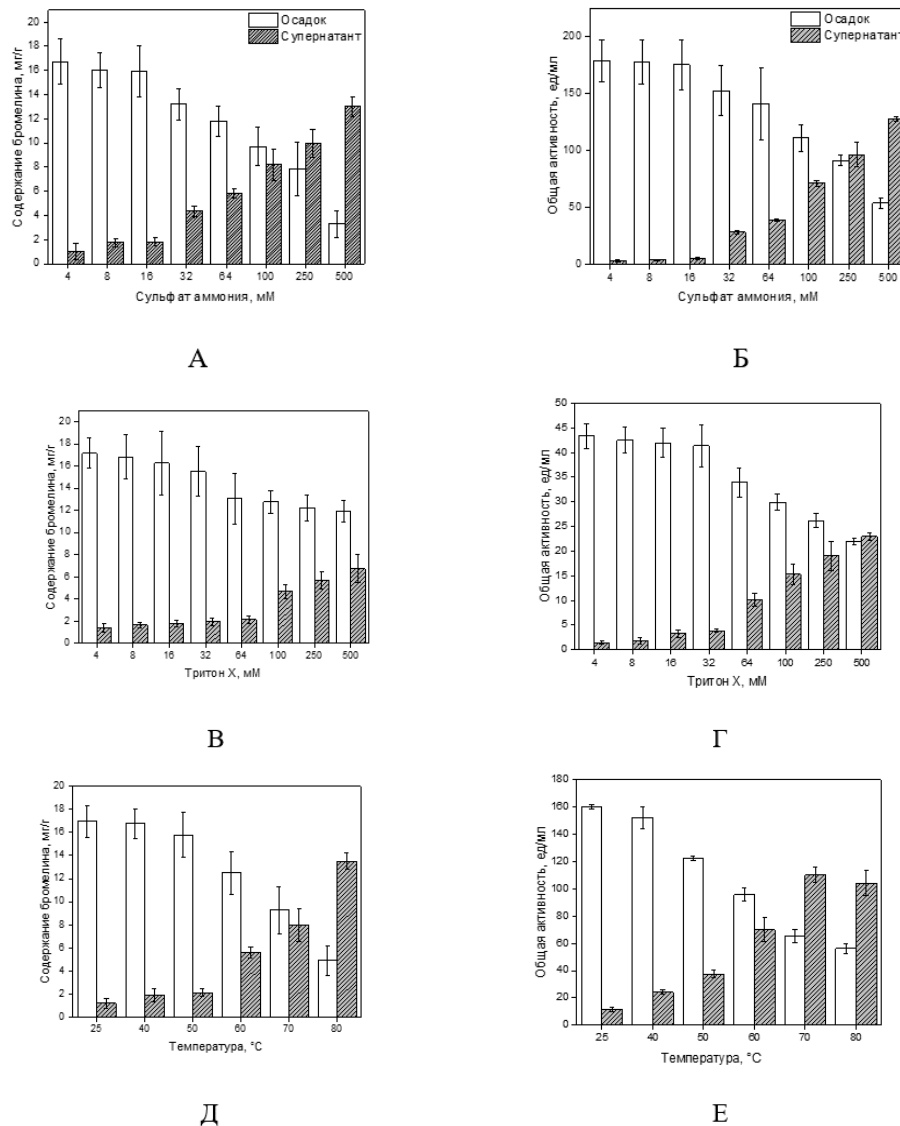 20
18
16
14
12
10
8
6
4
2
0
Содержание бромелина, мг/г
Осадок
Супернатант
4 8 16 32 64 100 250 500
Сульфат аммония, мМ
А
200
150
100
50
0
Общая активность, ед/мл
Осадок
Супернатант
4 8 16 32 64 100 250 500
Сульфат аммония, мМ
Б
20
18
16
14
12
10
8
6
4
2
0
Содержание бромелина, мг/г
4 8 16 32 64 100 250 500
Тритон X, мМ
В
50
45
40
35
30
25
20
15
10
5
0
Общая активность, ед/мл
4 8 16 32 64 100 250 500
Тритон X, мМ
Г
20
18
16
14
12
10
8
6
4
2
0
Содержание бромелина, мг/г
25 40 50 60 70 80
Температура, °C
Д
180
160
140
120
100
80
60
40
20
0
Общая активность, ед/мл
25 40 50 60 70 80
Температура, °C
Е